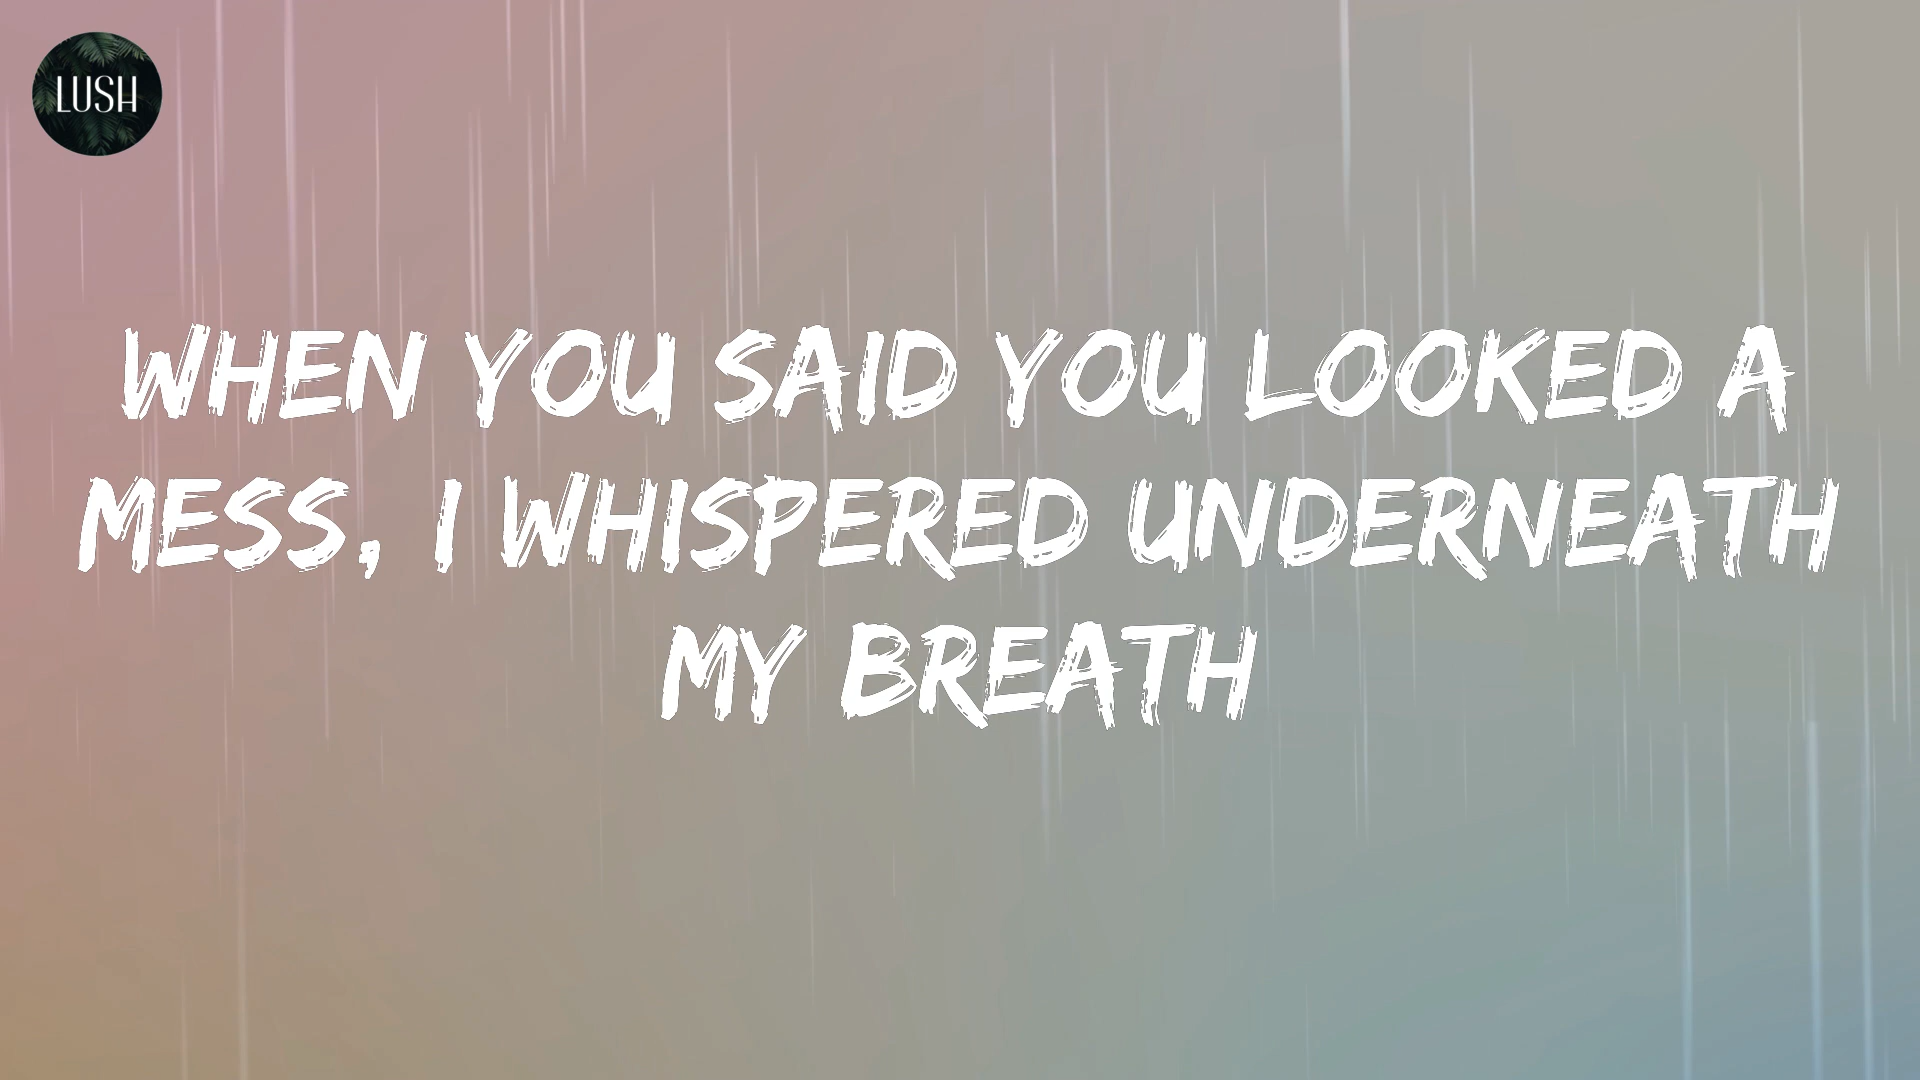 LUSH
WHEN YOU SAID YOU LOOKED A
MESS, I WHISPERED UNDERNEATH
MY BREATH